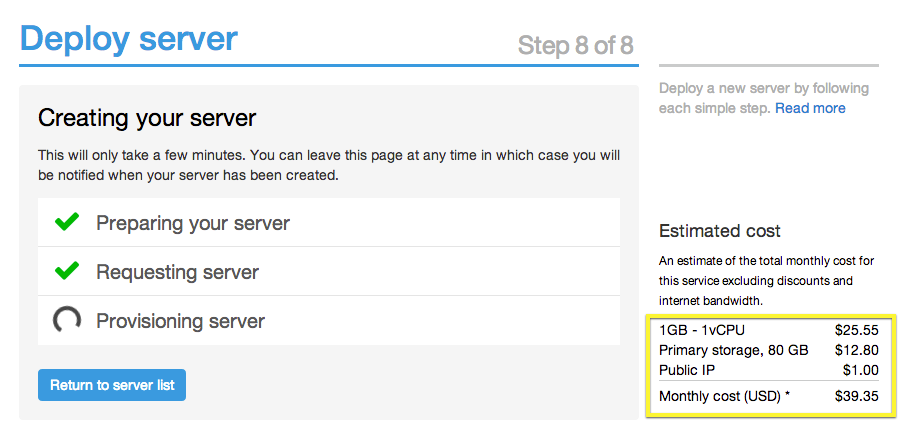 Deploy server
Step 8 of 8
Creating your server
This will only take a few minutes. You can leave this page at any time in which case you will
be notified when your server has been created.
Preparing your server
Requesting server
Provisioning server
Return to server list
Deploy a new server by following
each simple step. Read more
Estimated cost
An estimate of the total monthly cost for
this service excluding discounts and
internet bandwidth.
1GB - 1vCPU $25.55
Primary storage, 80 GB $12.80
Public IP $1.00
Monthly cost (USD) * $39.35